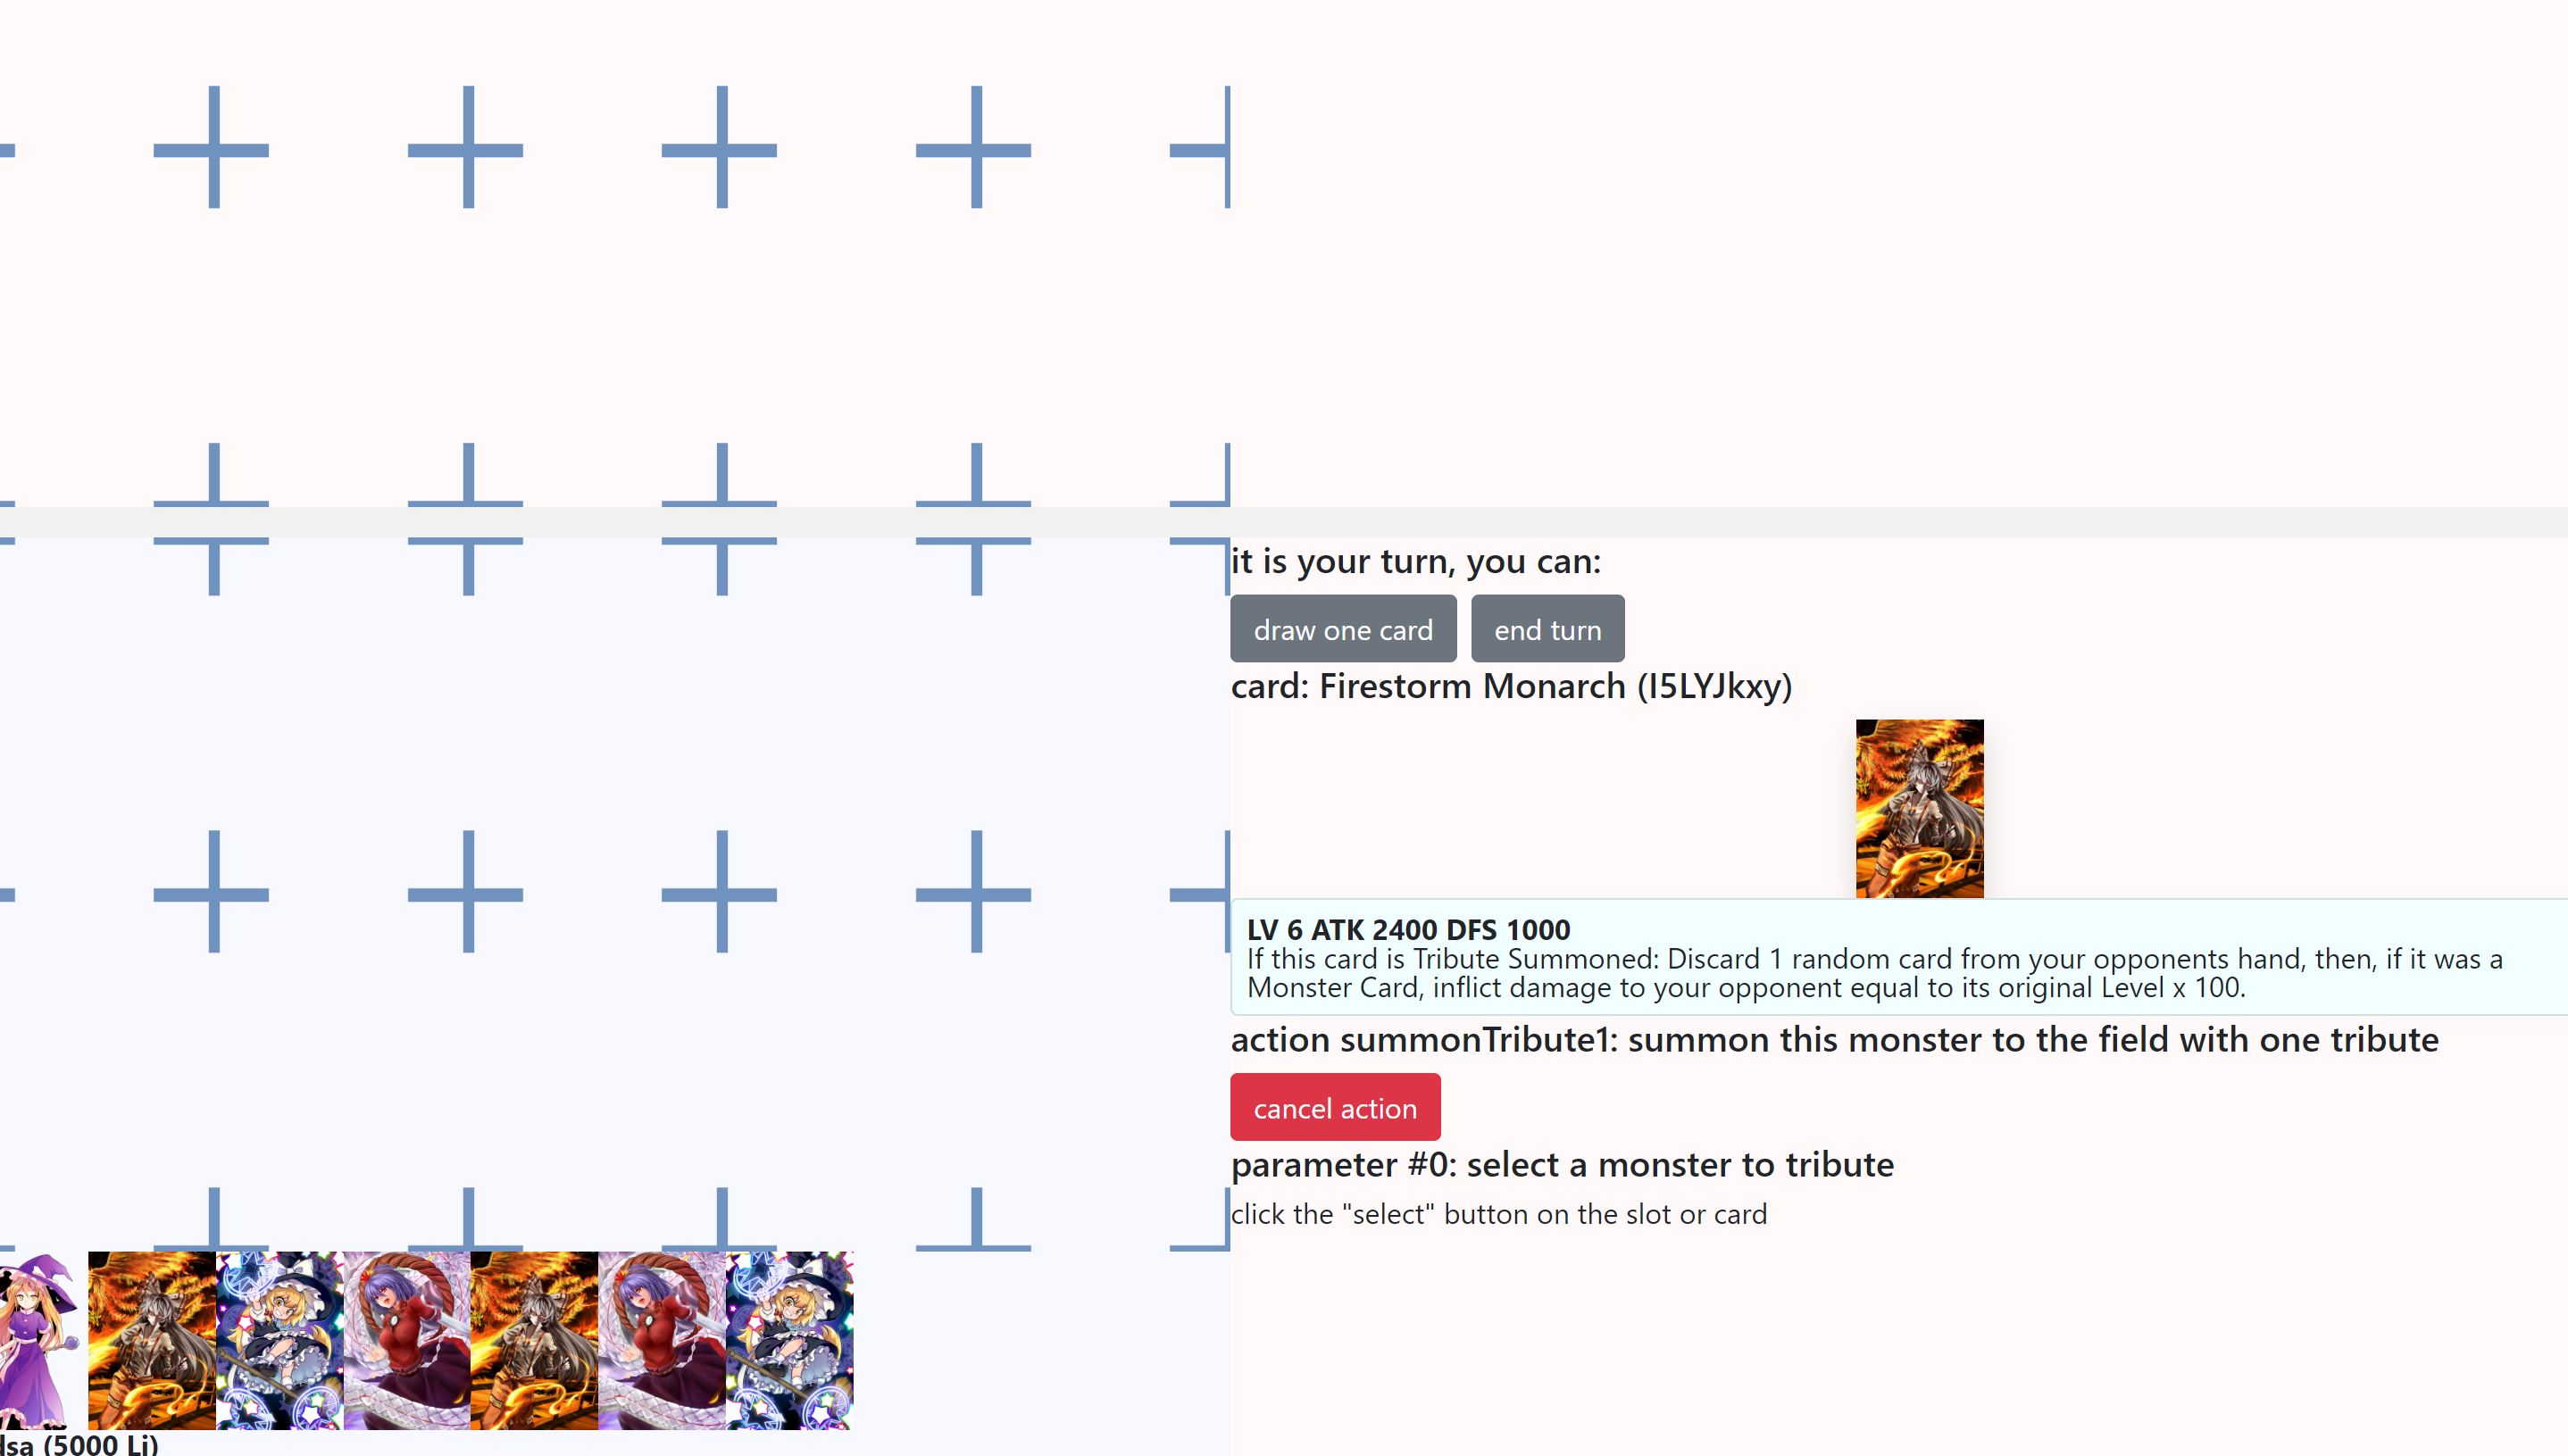 it is your turn, you can:
draw one card
end turn
card: Firestorm Monarch (I5LYJkxy)
LV 6 ATK 2400 DFS 1000
If this card is Tribute Summoned: Discard 1 random card from your opponents hand, then, if it was a
Monster Card, inflict damage to your opponent equal to its original Level x 100.
action summonTribute1: summon this monster to the field with one tribute
cancel action
parameter #0: select a monster to tribute
click the "select" button on the slot or card
(5000 Li)